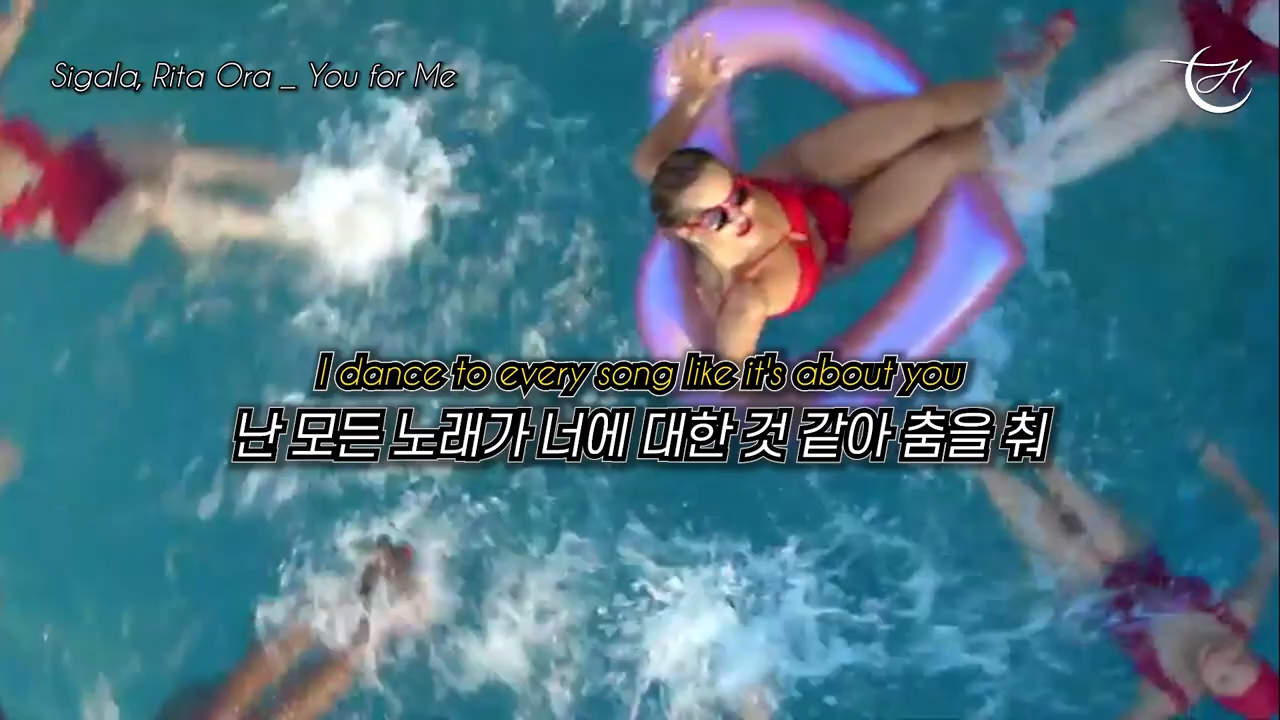 Sigala, Rita Ora _ You for Me
TH
I dance to every song like it's about you
난 모든 노래가 너에 대한 것 같아 춤을 춰